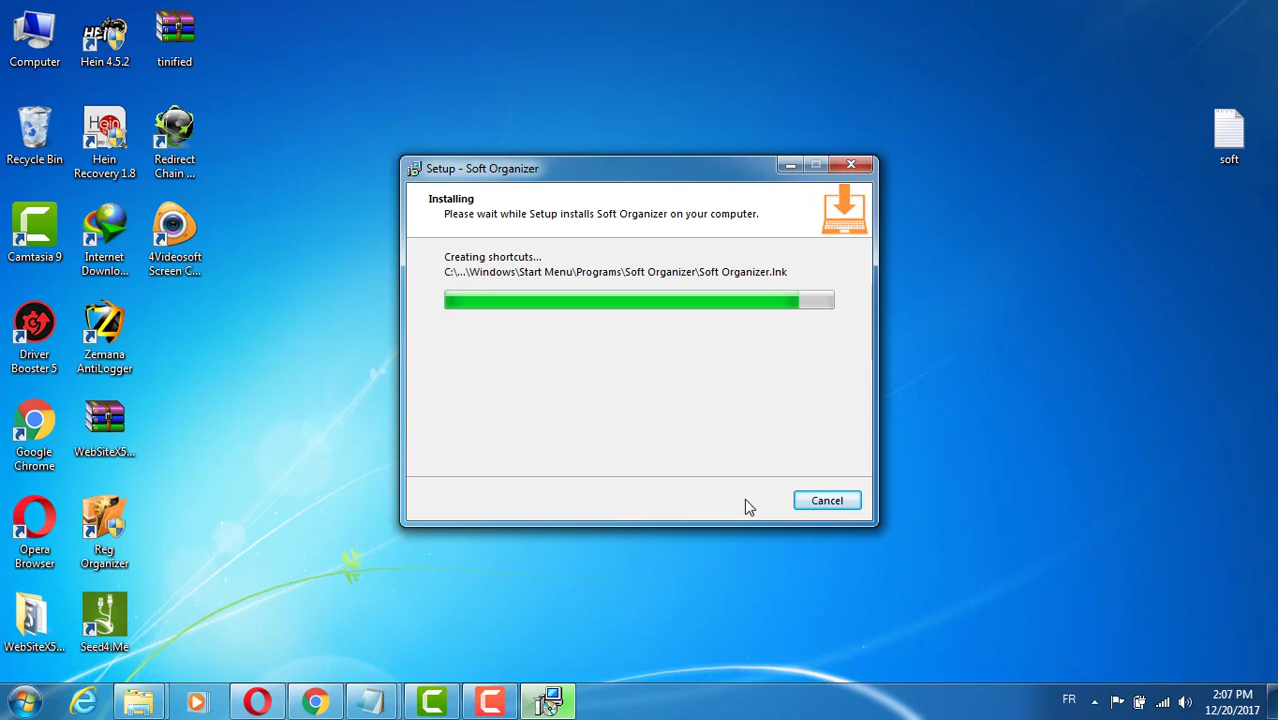 Computer
Hein 4.5.2
tinified
Recycle Bin
Hein
Recovery 1.8
Redirect
Chain ...
Camtasia 9
Internet
Downlo...
4Videosoft
Screen C...
Driver
Booster 5
Zemana
AntiLogger
Google
Chrome
WebSiteX5...
Opera
Browser
Reg
Organizer
WebSiteX5...
Seed4.Me
soft
Setup - Soft Organizer
Installing
Please wait while Setup installs Soft Organizer on your computer.
Creating shortcuts...
C:\...\Windows\Start Menu\Programs\Soft Organizer\Soft Organizer.lnk
Cancel
FR
2:07 PM
12/20/2017